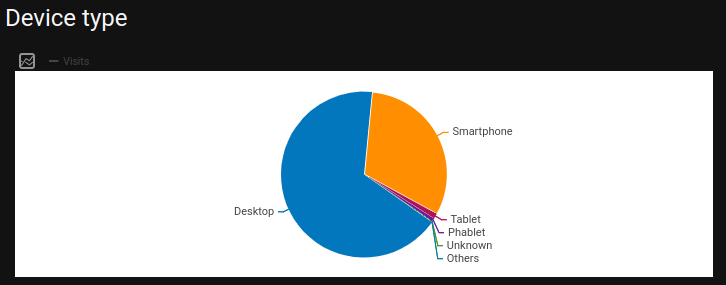 Device type
Visits
Smartphone
Desktop
Tablet
Phablet
Unknown
Others